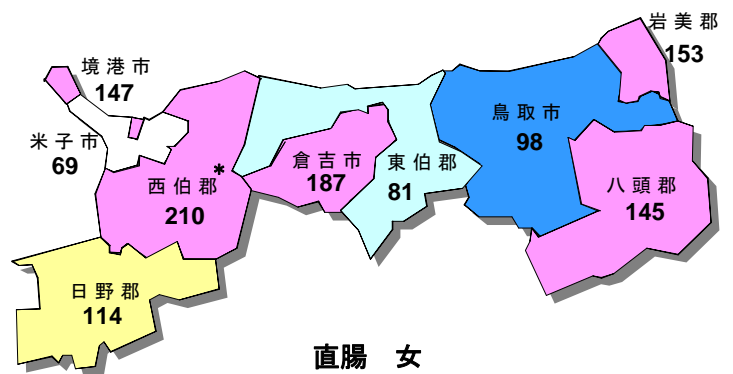 岩美郡
153
境港市
147
鳥取市
98
米子市
69
倉吉市
187
東伯郡
81
*
西伯郡
210
八頭郡
145
日野郡
114
直腸 女